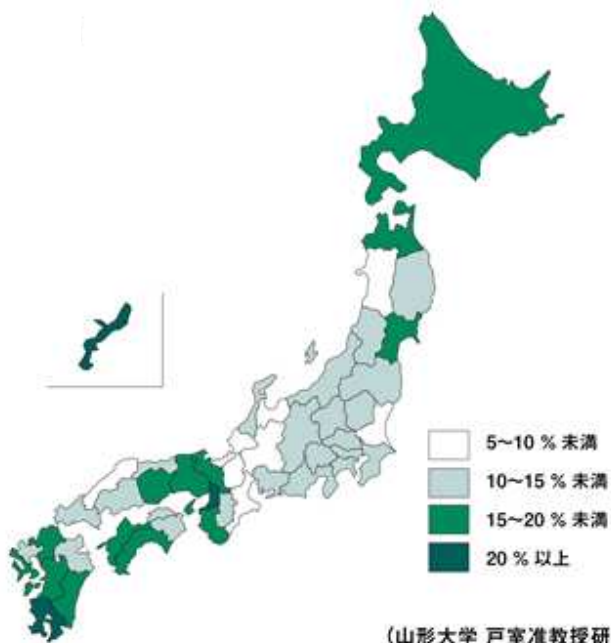 5～10 % 未満
10～15 % 未満
15～20 % 未満
20 % 以上
(山形大学 戸室准教授研